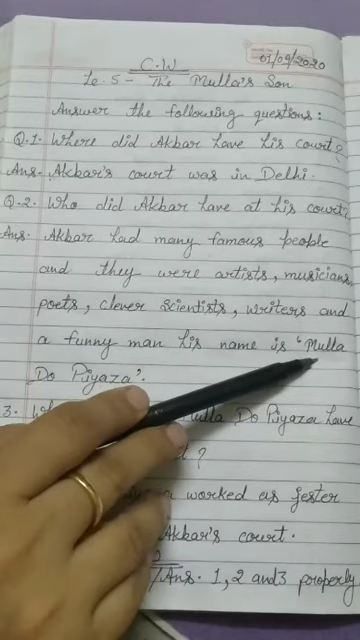 C.W
01/09/2020
Le. 5 - The Mulla's Son
Answer the following questions:
Q.1. Where did Akbar have his court?
Ans- Akbar's court was in Delhi.
Q.2. Who did Akbar have at his court?
Ans. Akbar had many famous people
and they were artists, musicians,
poets, clever scientists, writers and
a funny man his name is 'Mulla
Do Piyaza'.
3. Mulla Do Piyaza have
?
worked as jester
Akbar's court.
Ans. 1, 2 and 3 properly